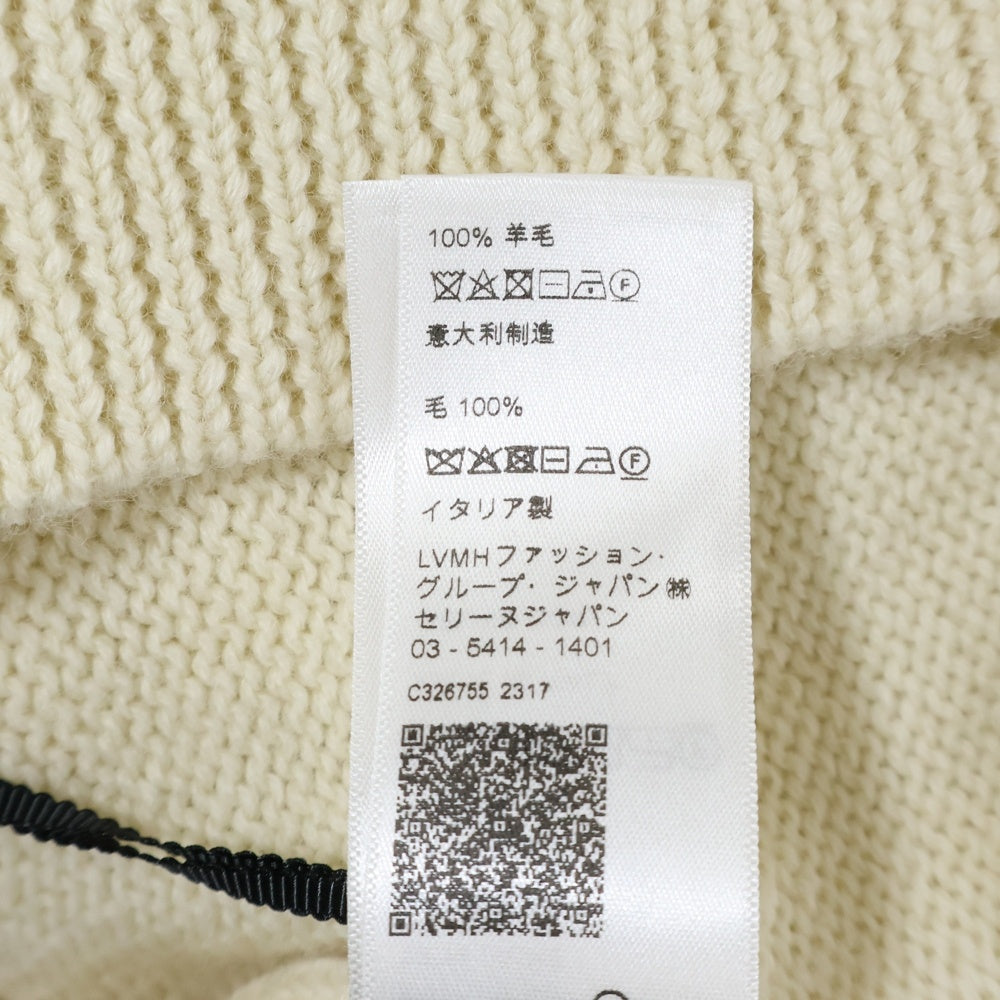 100% 羊毛
F
意大利制造
毛 100%
F
イタリア製
LVMHファッション・
グループ・ジャパン㈱
セリーヌジャパン
03 - 5414 - 1401
C326755 2317